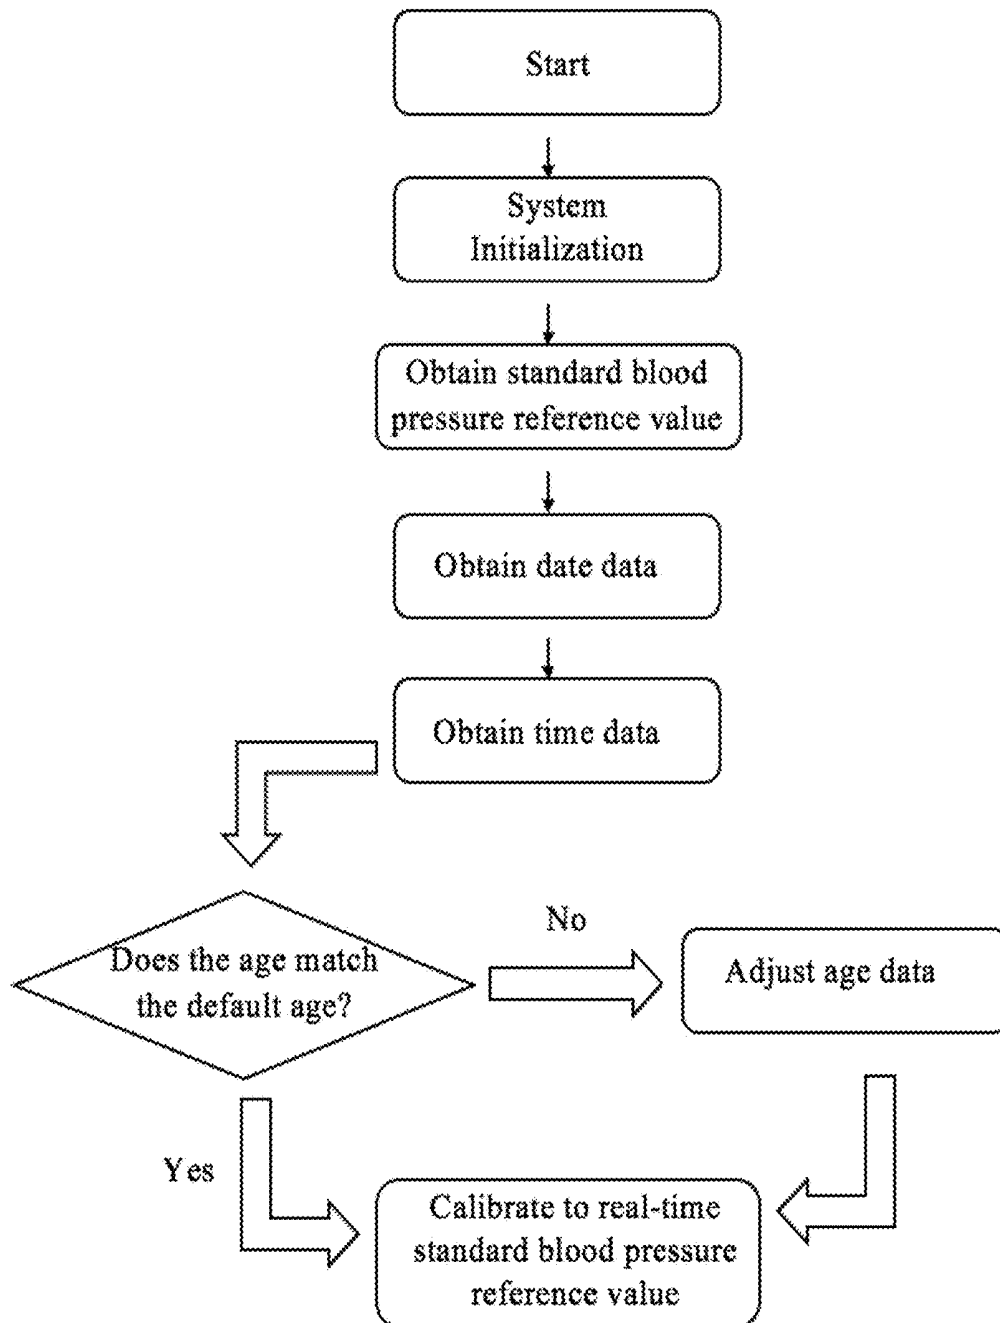 Start
System
Initialization
Obtain standard blood
pressure reference value
Obtain date data
Obtain time data
Does the age match
the default age?
No
Adjust age data
Yes
Calibrate to real-time
standard blood pressure
reference value